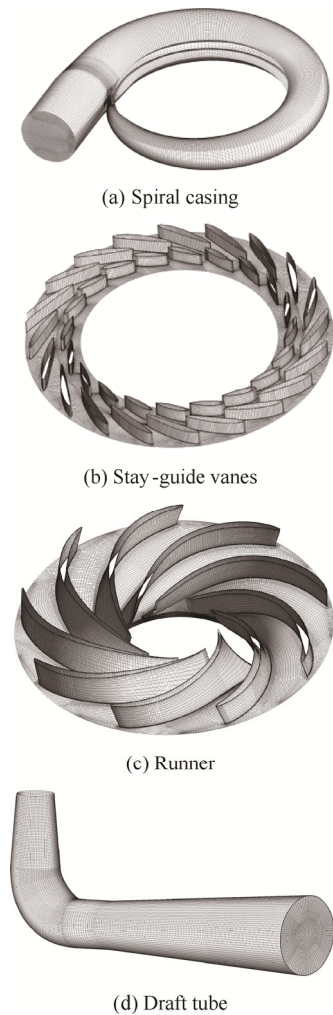 (a) Spiral casing
(b) Stay-guide vanes
(c) Runner
(d) Draft tube